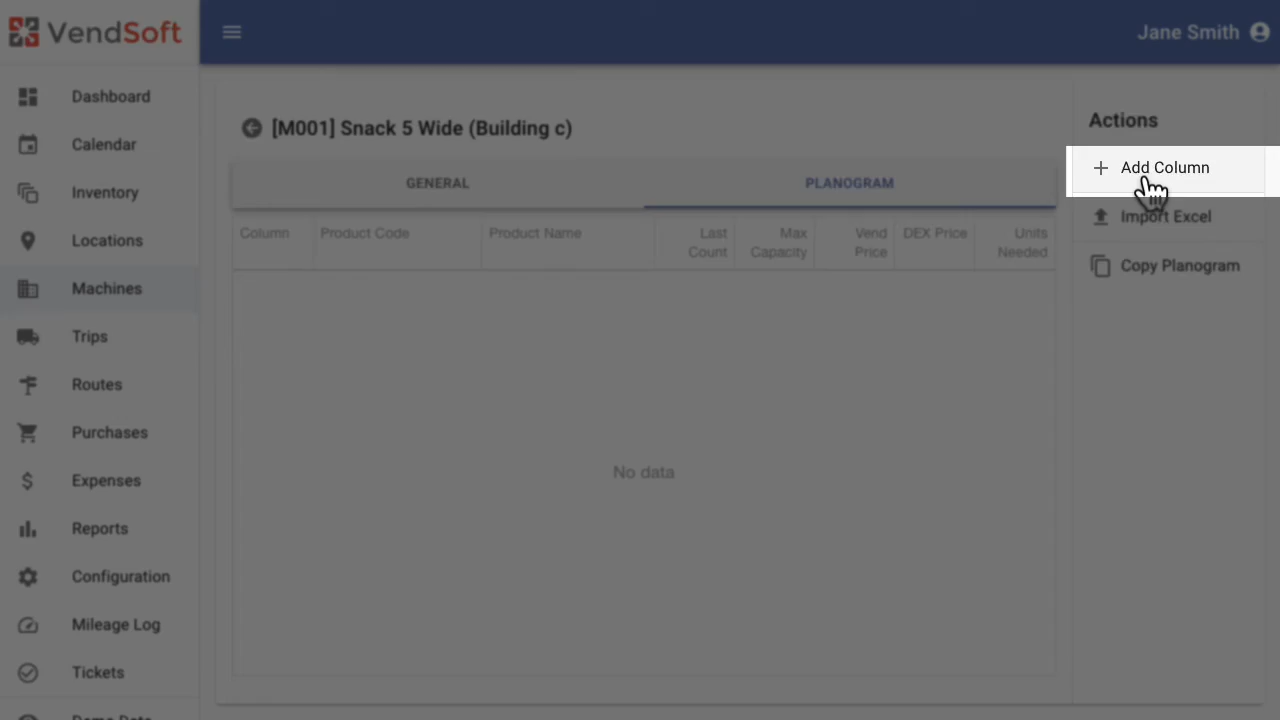 VendSoft
Jane Smith
Dashboard
Calendar
Inventory
Locations
Machines
Trips
Routes
Purchases
Expenses
Reports
Configuration
Mileage Log
Tickets
[M001] Snack 5 Wide (Building c)
GENERAL
PLANOGRAM
Column
Product Code
Product Name
Last
Count
Max
Capacity
Vend
Price
DEX Price
Units
Needed
No data
Actions
Add Column
Import Excel
Copy Planogram